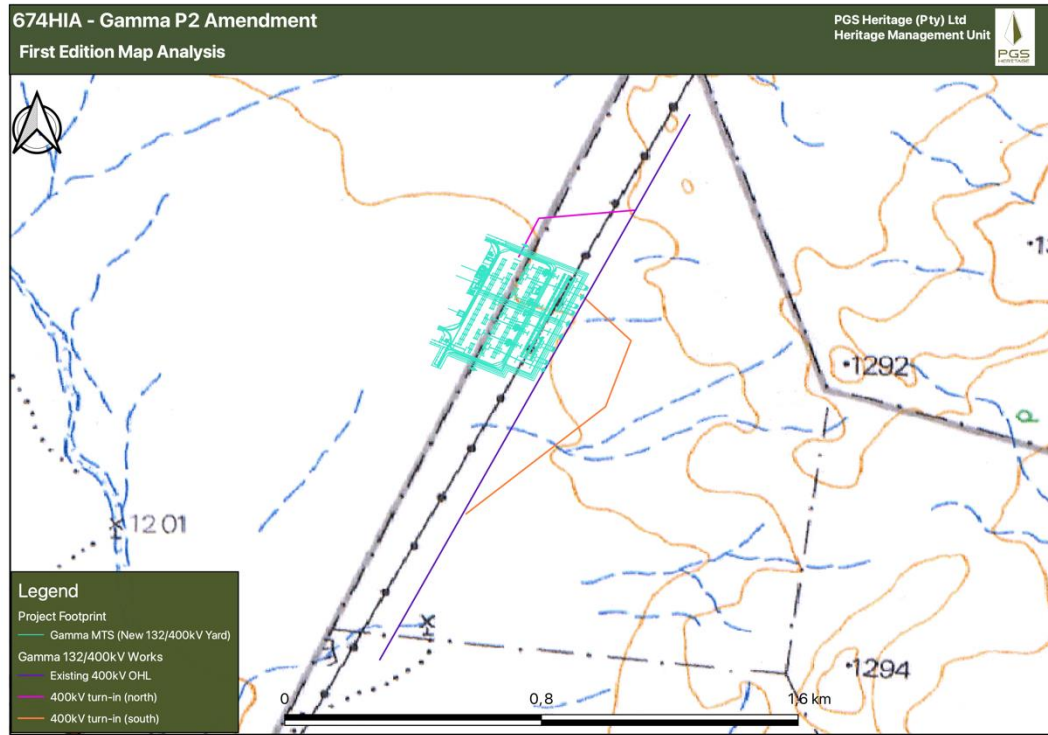 674HIA - Gamma P2 Amendment
First Edition Map Analysis
PGS Heritage (Pty) Ltd
Heritage Management Unit
PGS
HERITAGE
1292
p
1201
1294
Legend
Project Footprint
Gamma MTS (New 132/400kV Yard)
Gamma 132/400kV Works
Existing 400kV OHL
400kV turn-in (north)
400kV turn-in (south)
0
0,8
1,6 km